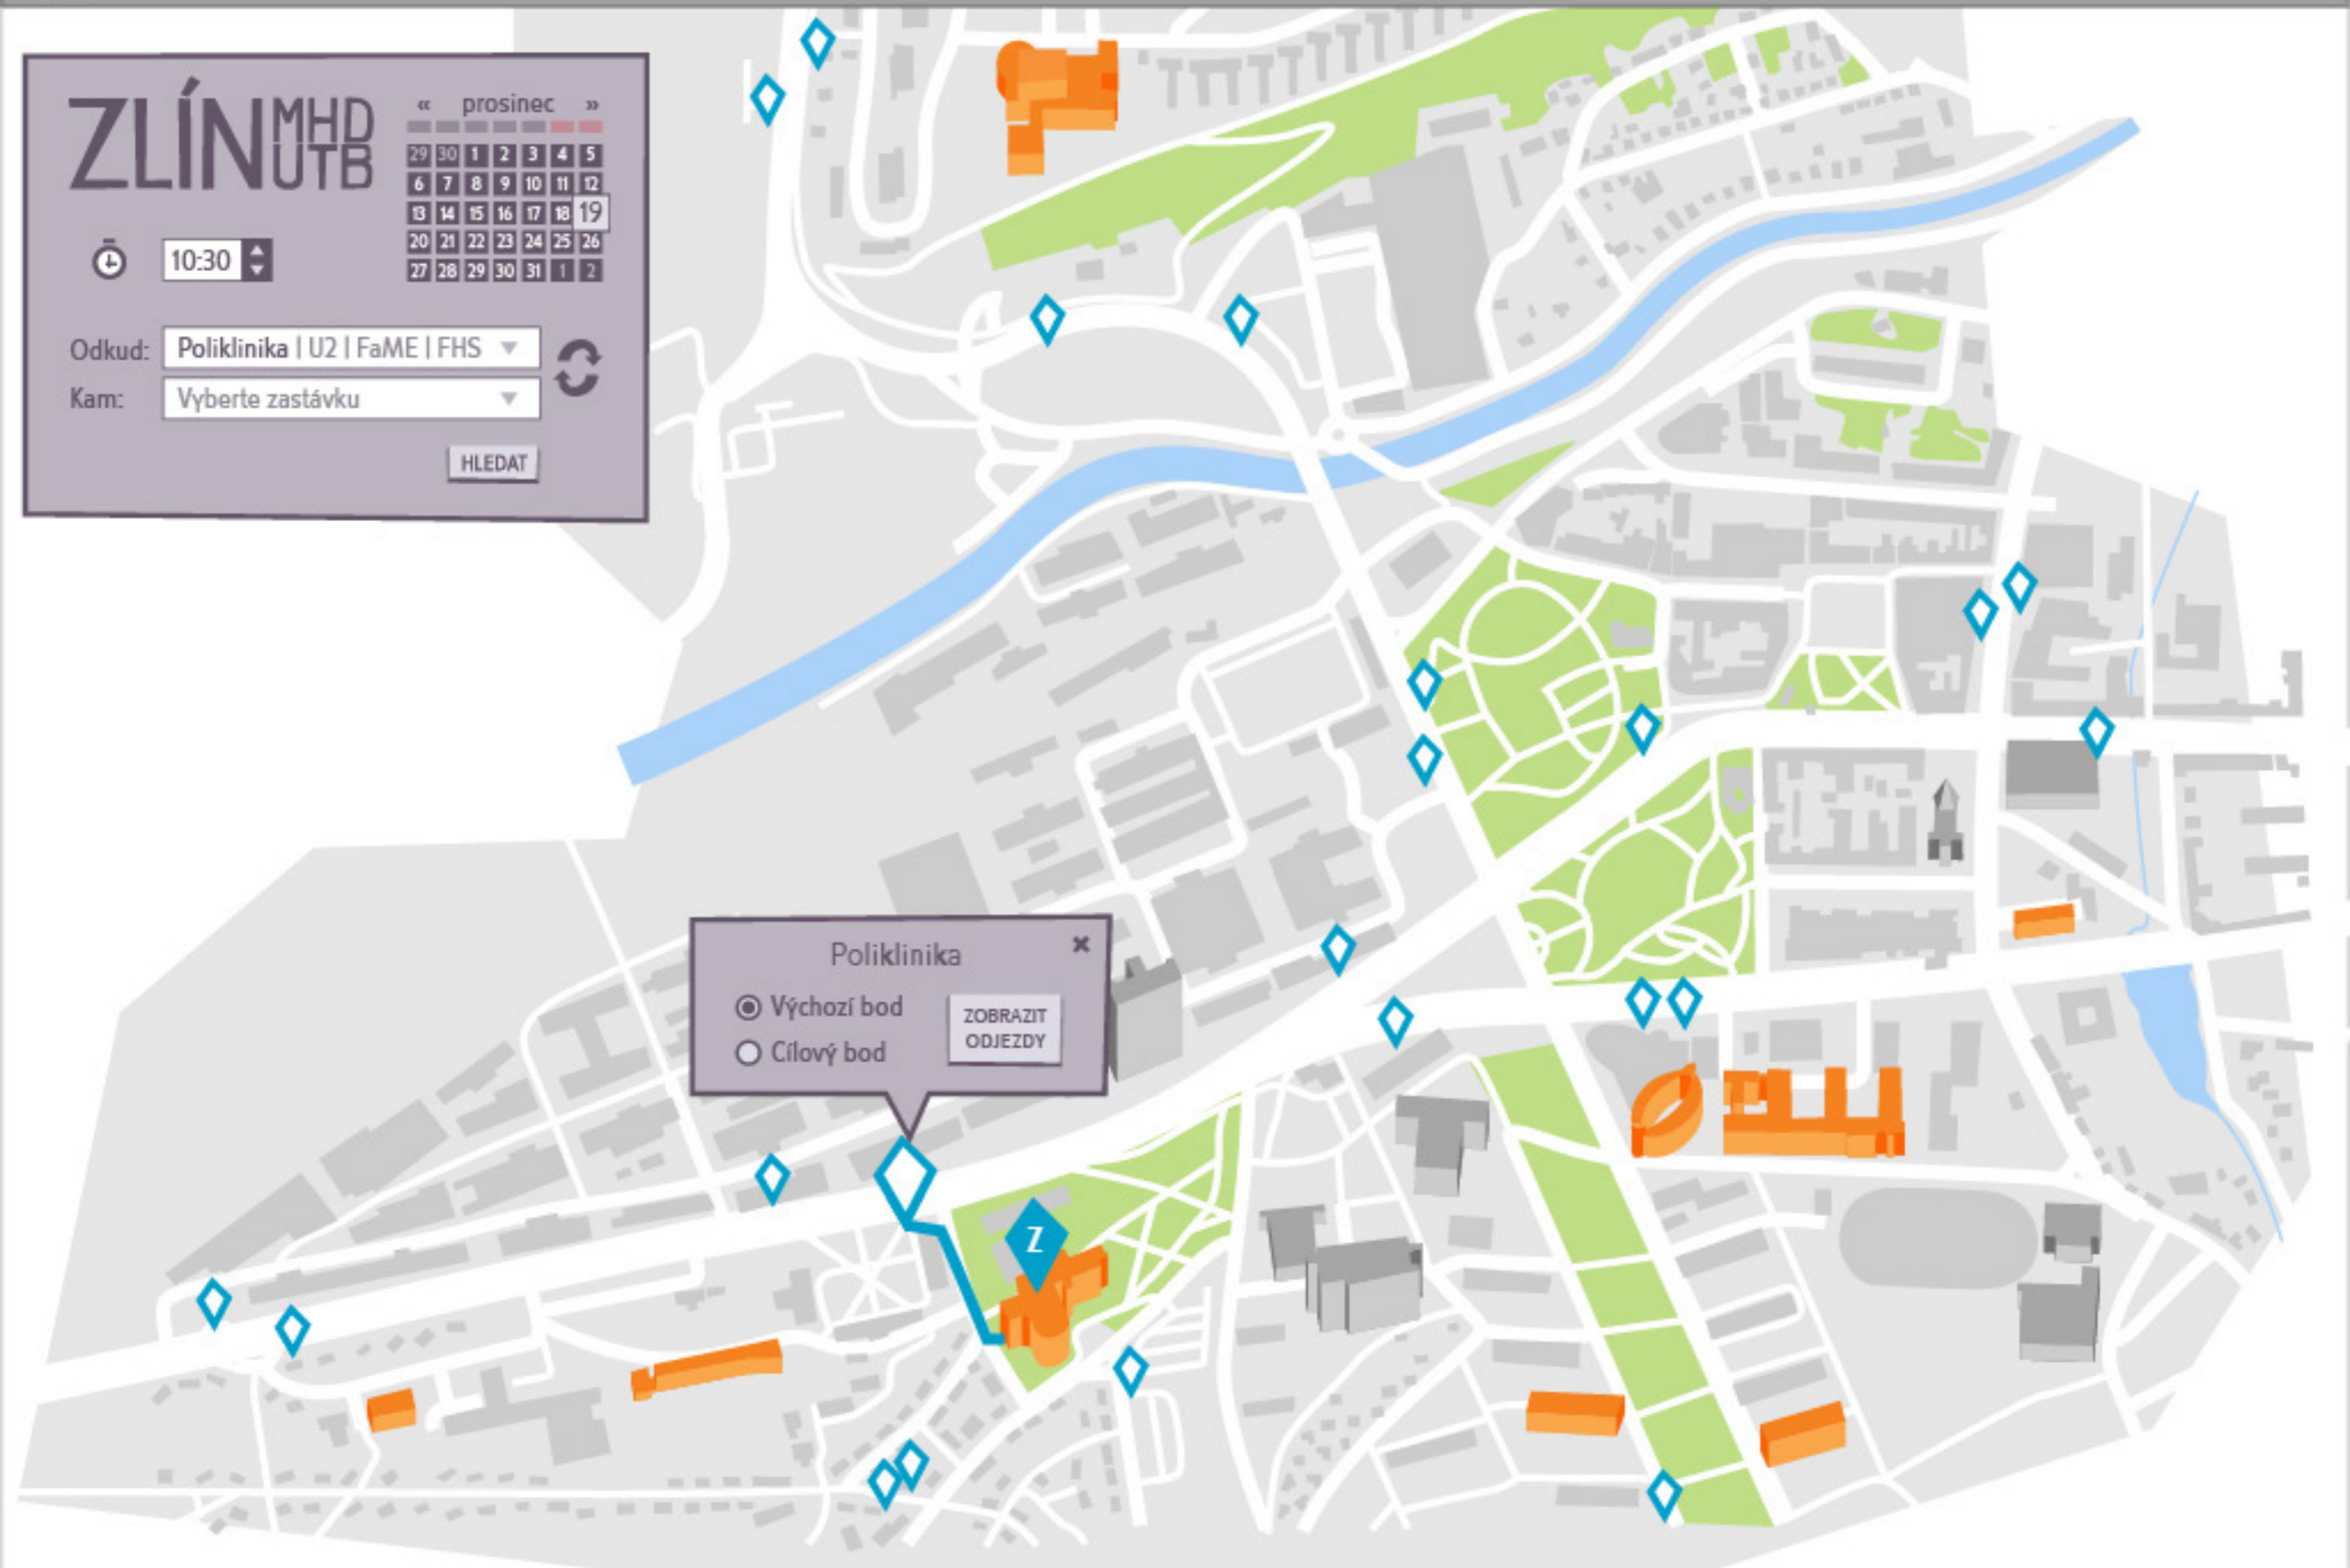 ZLÍN MHD UTB
« prosinec »
29 30 1 2 3 4 5
6 7 8 9 10 11 12
13 14 15 16 17 18 19
20 21 22 23 24 25 26
27 28 29 30 31 1 2
10:30
Odkud: Poliklinika | U2 | FaME | FHS
Kam: Vyberte zastávku
HLEDAT
Poliklinika
Výchozí bod
Cílový bod
ZOBRAZIT
ODJEZDY
Z